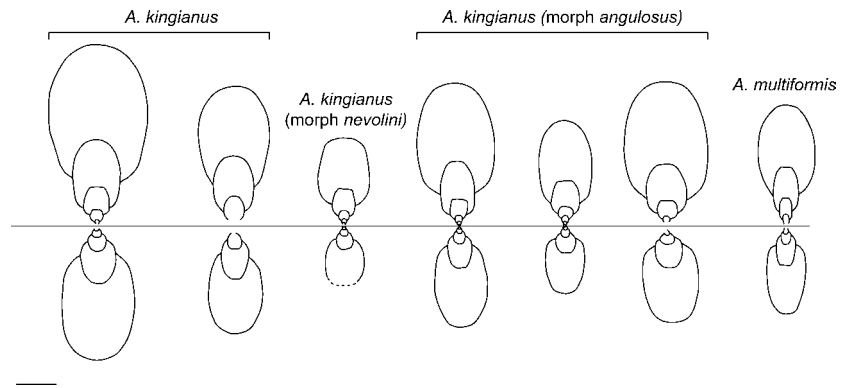 A. kingianus
A. kingianus (morph angulosus)
A. kingianus
(morph nevolini)
A. multiformis